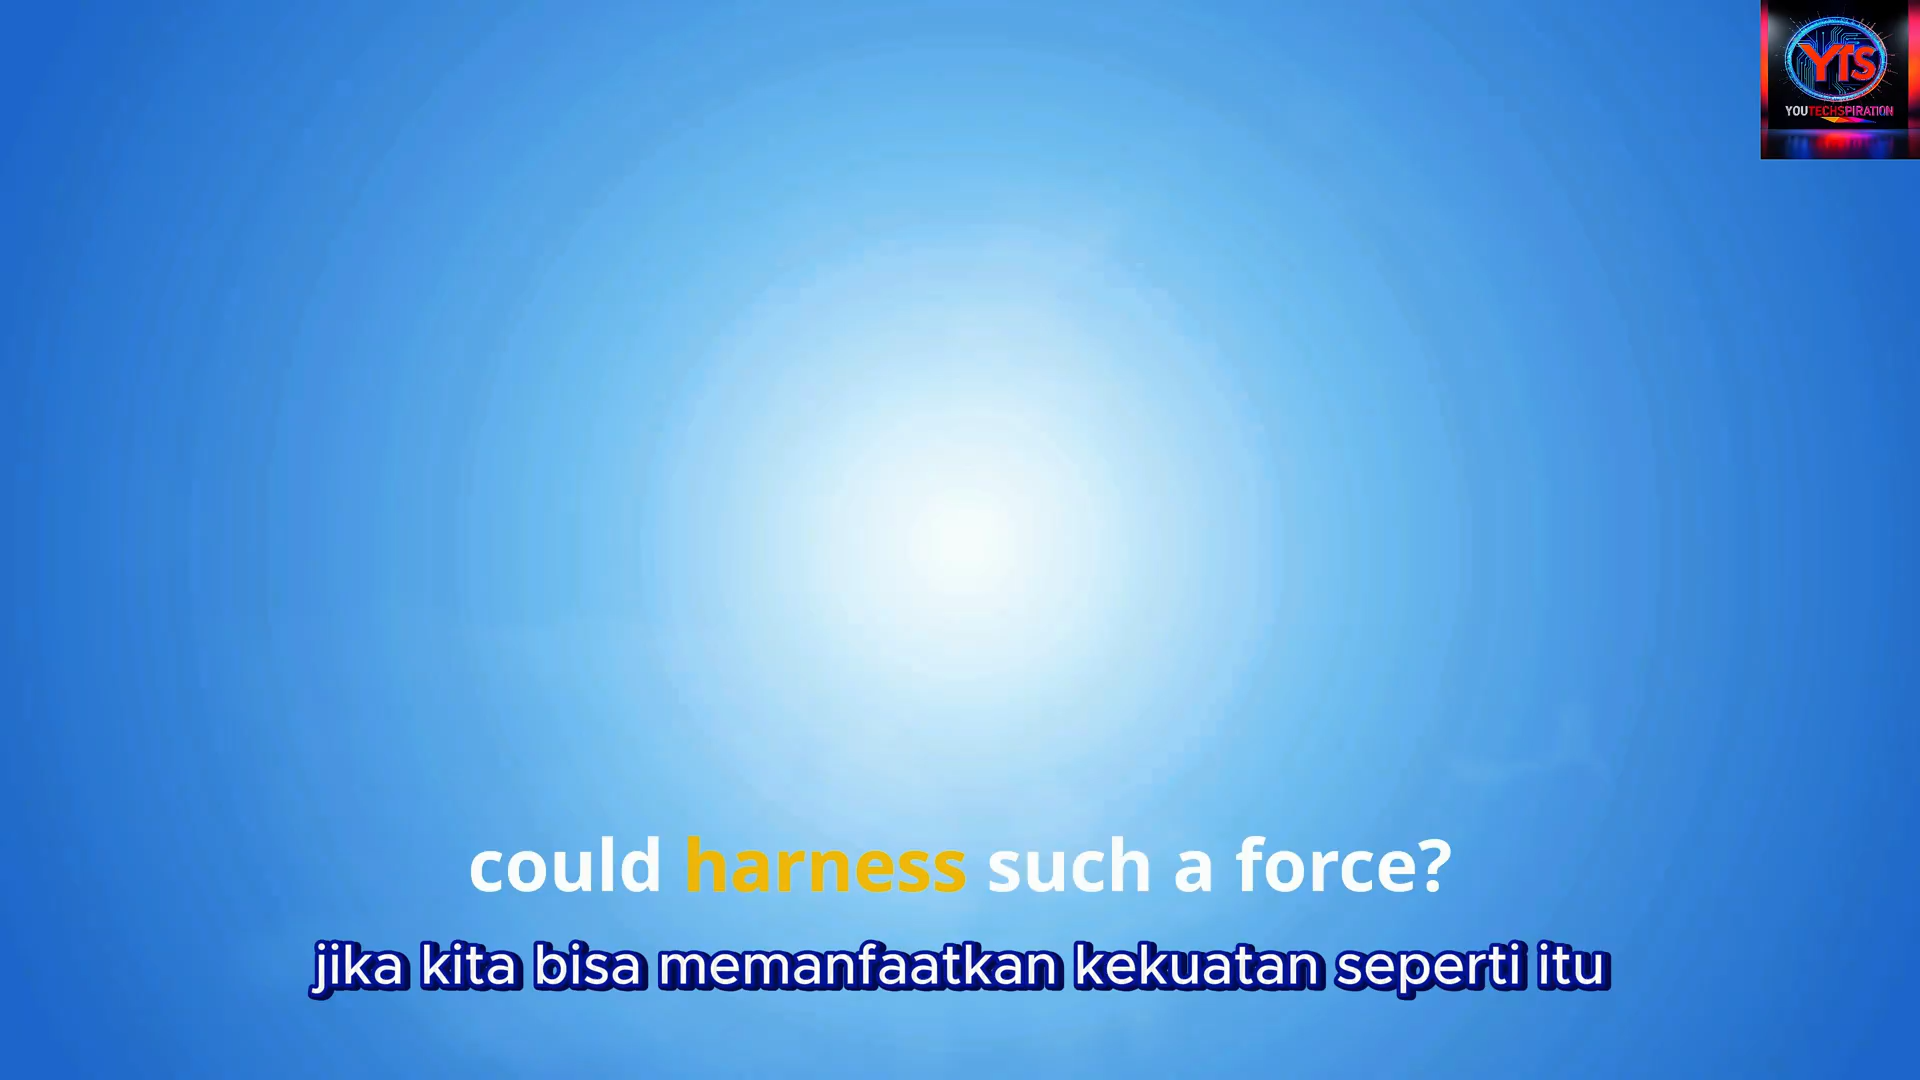 YTS
YOUTECHSPIRATION
could harness such a force?
jika kita bisa memanfaatkan kekuatan seperti itu